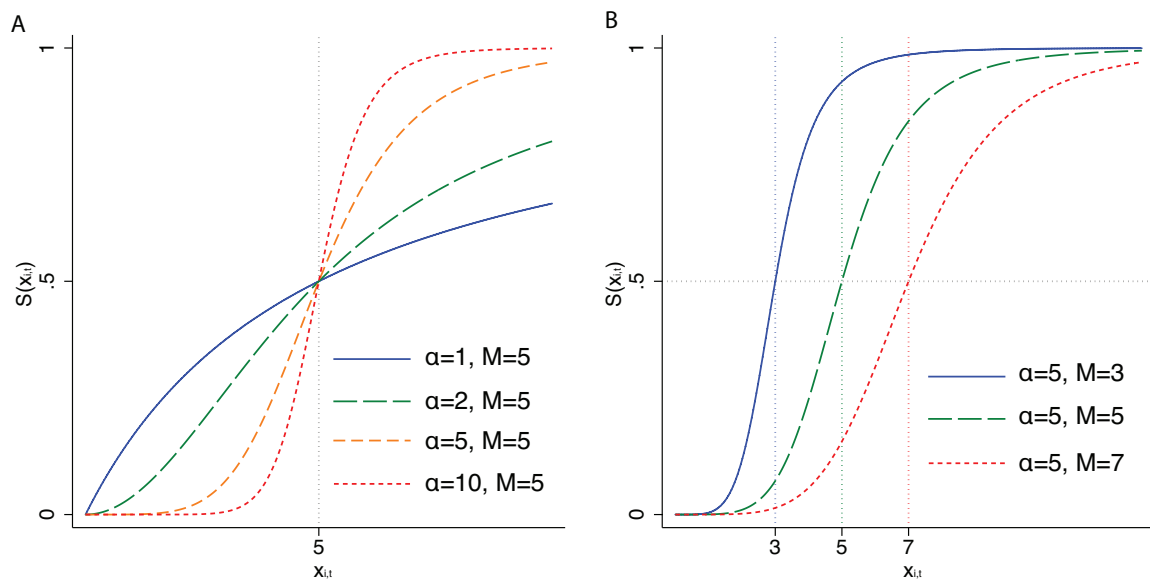 A
1
.5
0
S(xi,t)
α=1, M=5
α=2, M=5
α=5, M=5
α=10, M=5
5
xi,t
B
1
.5
0
S(xi,t)
α=5, M=3
α=5, M=5
α=5, M=7
3 5 7
xi,t